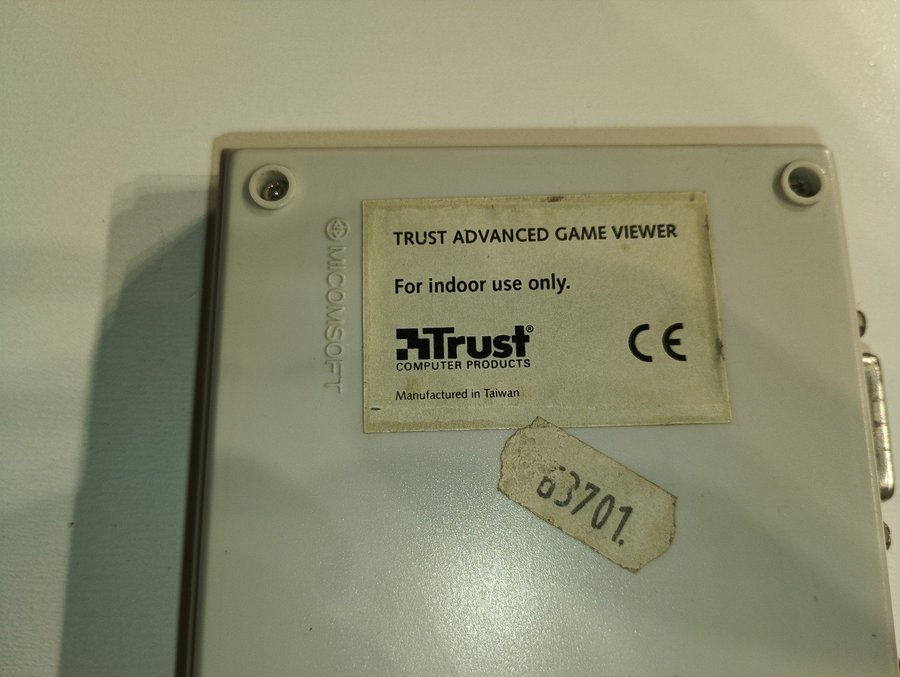 TRUST ADVANCED GAME VIEWER
For indoor use only.
Trust®
COMPUTER PRODUCTS
CE
Manufactured in Taiwan
MICOMSOFT
63701.